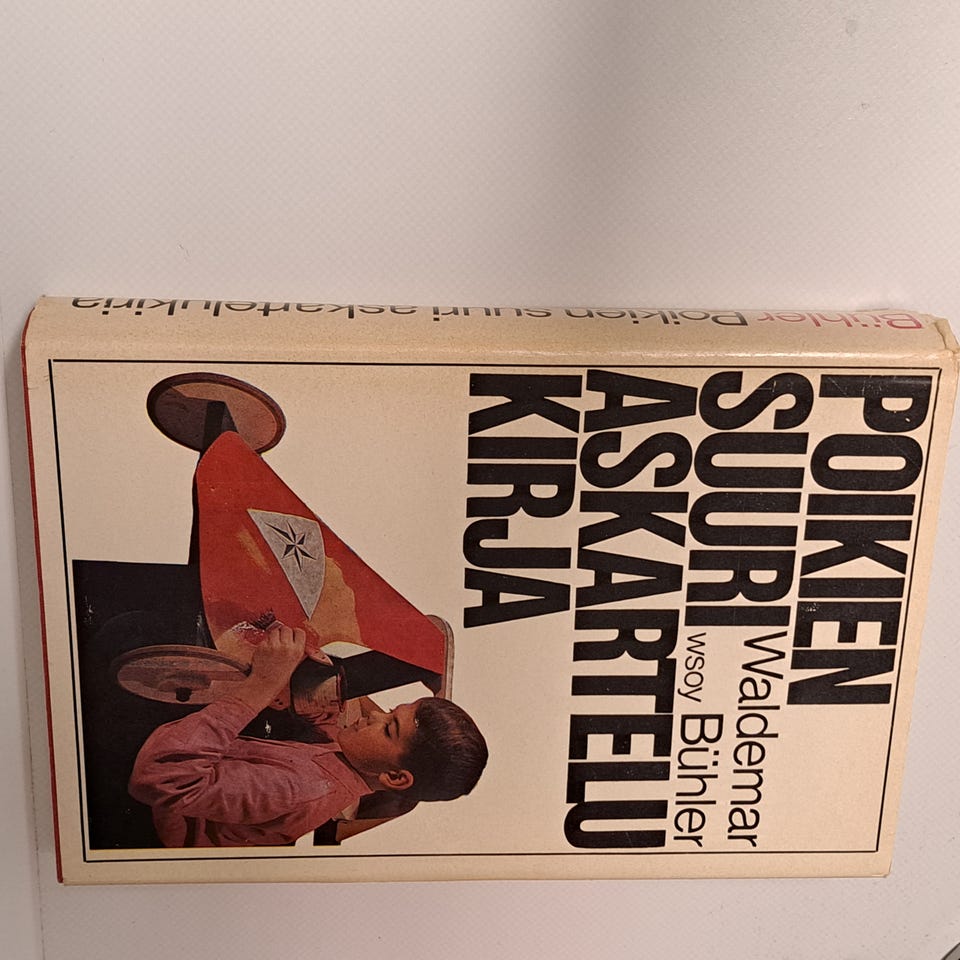 Bühler Poikien suuri askartelukirja
POIKIEN
SUURI Waldemar
ASKARTELU
wsoy Bühler
KIRJA